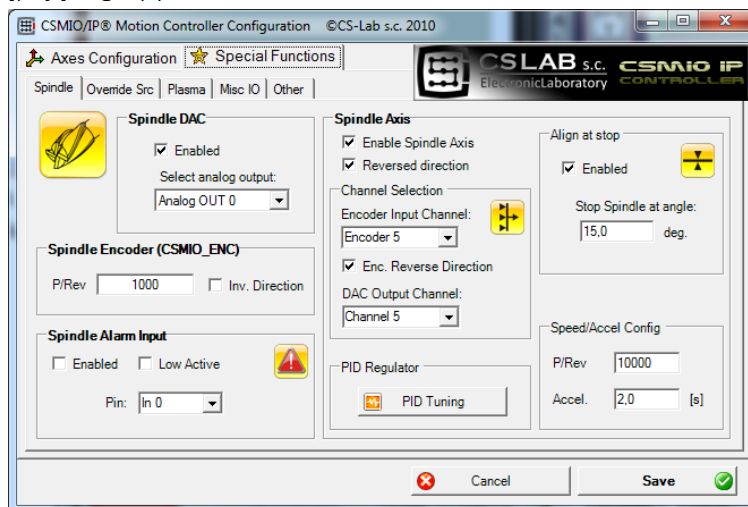 CSMIO/IP® Motion Controller Configuration ©CS-Lab s.c. 2010
Axes Configuration
Special Functions
CSLAB s.c.
ElectronicLaboratory
CSMIO IP
CONTROLLER
Spindle
Overide Src
Plasma
Misc IO
Other
Spindle DAC
Enabled
Select analog output:
Analog OUT 0
Spindle Encoder (CSMIO_ENC)
P/Rev 1000 Inv. Direction
Spindle Alarm Input
Enabled Low Active
Pin: In 0
Spindle Axis
Enable Spindle Axis
Reversed direction
Channel Selection
Encoder Input Channel:
Encoder 5
Enc. Reverse Direction
DAC Output Channel:
Channel 5
PID Regulator
PID Tuning
Align at stop
Enabled
Stop Spindle at angle:
15,0 deg.
Speed/Accel Config
P/Rev 10000
Accel. 2,0 [s]
Cancel
Save